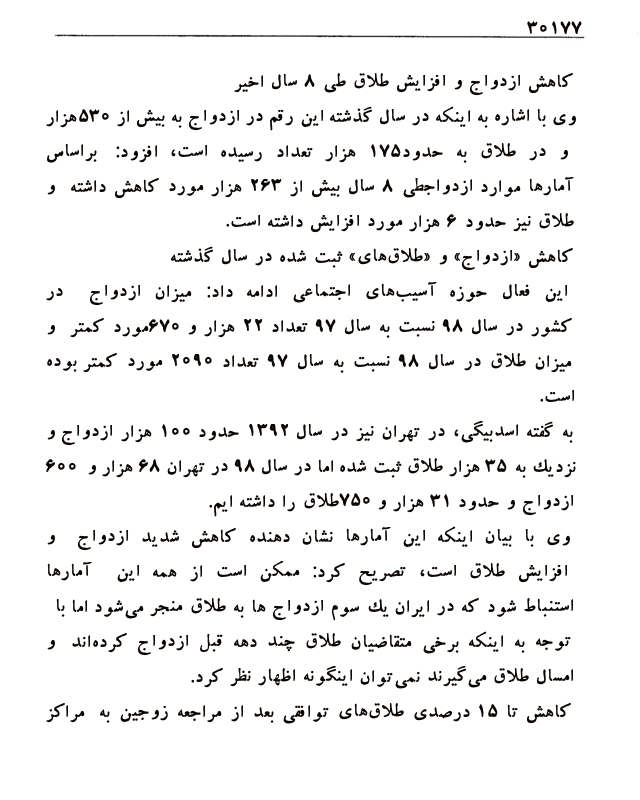 ۳۰۱۷۷
کاهش ازدواج و افزایش طلاق طی ۸ سال اخیر
وی با اشاره به اینکه در سال گذشته این رقم در ازدواج به بیش از ۵۳۰هزار
و در طلاق به حدود۱۷۵ هزار تعداد رسیده است، افزود: براساس
آمارها موارد ازدواجطی ۸ سال بیش از ۲۶۳ هزار مورد کاهش داشته و
طلاق نیز حدود ۶ هزار مورد افزایش داشته است.
کاهش «ازدواج» و «طلاق‌های» ثبت شده در سال گذشته
این فعال حوزه آسیب‌های اجتماعی ادامه داد: میزان ازدواج در
کشور در سال ۹۸ نسبت به سال ۹۷ تعداد ۲۲ هزار و ۶۷۰مورد کمتر و
میزان طلاق در سال ۹۸ نسبت به سال ۹۷ تعداد ۲۰۹۰ مورد کمتر بوده
است.
به گفته اسدبیگی، در تهران نیز در سال ۱۳۹۲ حدود ۱۰۰ هزار ازدواج و
نزدیك به ۳۵ هزار طلاق ثبت شده اما در سال ۹۸ در تهران ۶۸ هزار و ۶۰۰
ازدواج و حدود ۳۱ هزار و ۷۵۰طلاق را داشته ایم.
وی با بیان اینکه این آمارها نشان دهنده کاهش شدید ازدواج و
افزایش طلاق است، تصریح کرد: ممکن است از همه این آمارها
استنباط شود که در ایران یك سوم ازدواج ها به طلاق منجر می‌شود اما با
توجه به اینکه برخی متقاضیان طلاق چند دهه قبل ازدواج کرده‌اند و
امسال طلاق می‌گیرند نمی‌توان اینگونه اظهار نظر کرد.
کاهش تا ۱۵ درصدی طلاق‌های توافقی بعد از مراجعه زوجین به مراکز